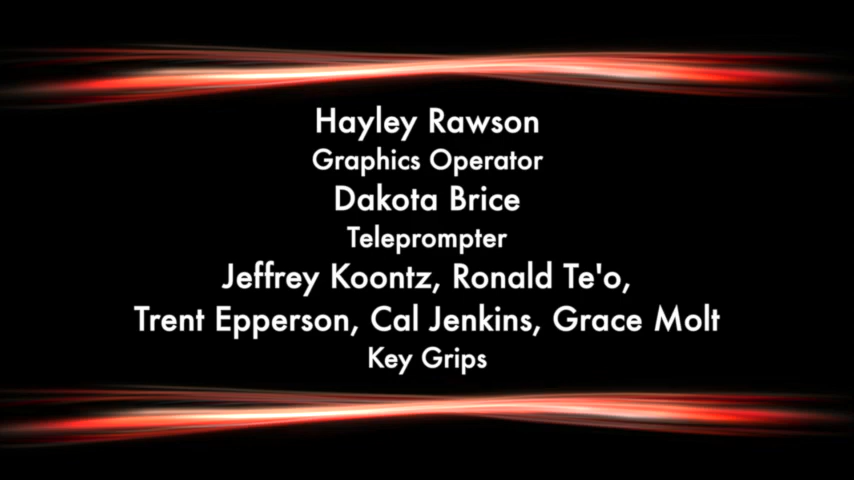 Hayley Rawson
Graphics Operator
Dakota Brice
Teleprompter
Jeffrey Koontz, Ronald Te'o,
Trent Epperson, Cal Jenkins, Grace Molt
Key Grips